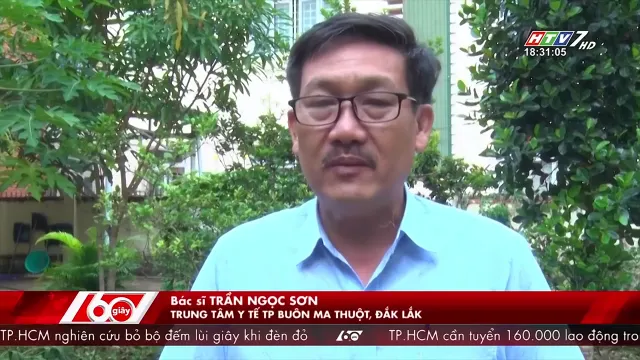 HTV7 HD
18:31:05
Bác sĩ TRẦN NGỌC SƠN
60 giây
TRUNG TÂM Y TẾ TP BUÔN MA THUỘT, ĐẮK LẮK
TP.HCM nghiên cứu bỏ bộ đếm lùi giây khi đèn đỏ 60 TP.HCM cần tuyển 160.000 lao động tro